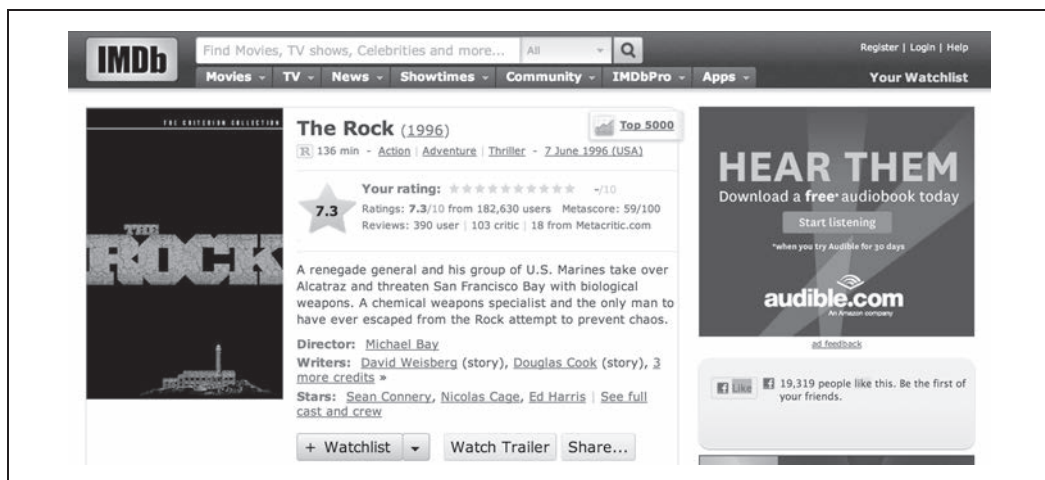 IMDb
Find Movies, TV shows, Celebrities and more...
All
Register | Login | Help
Movies
TV
News
Showtimes
Community
IMDbPro
Apps
Your Watchlist
THE CRITERION COLLECTION
THE
ROCK
The Rock (1996)
Top 5000
R 136 min - Action | Adventure | Thriller - 7 June 1996 (USA)
7.3
Your rating: -/10
Ratings: 7.3/10 from 182,630 users Metascore: 59/100
Reviews: 390 user | 103 critic | 18 from Metacritic.com
A renegade general and his group of U.S. Marines take over
Alcatraz and threaten San Francisco Bay with biological
weapons. A chemical weapons specialist and the only man to
have ever escaped from the Rock attempt to prevent chaos.
Director: Michael Bay
Writers: David Weisberg (story), Douglas Cook (story), 3
more credits »
Stars: Sean Connery, Nicolas Cage, Ed Harris | See full
cast and crew
+ Watchlist
Watch Trailer
Share...
HEAR THEM
Download a free* audiobook today
Start listening
*when you try Audible for 30 days
audible.com
An Amazon company
ad feedback
Like
19,319 people like this. Be the first of
your friends.